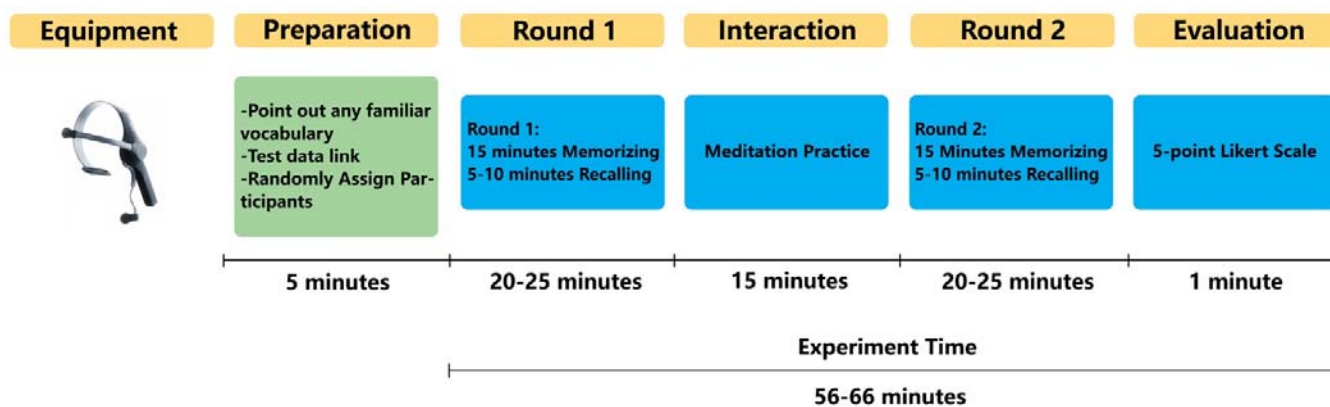 Equipment
Preparation
Round 1
Interaction
Round 2
Evaluation
-Point out any familiar
vocabulary
-Test data link
-Randomly Assign Par-
ticipants
Round 1:
15 minutes Memorizing
5-10 minutes Recalling
Meditation Practice
Round 2:
15 Minutes Memorizing
5-10 minutes Recalling
5-point Likert Scale
5 minutes
20-25 minutes
15 minutes
20-25 minutes
1 minute
Experiment Time
56-66 minutes